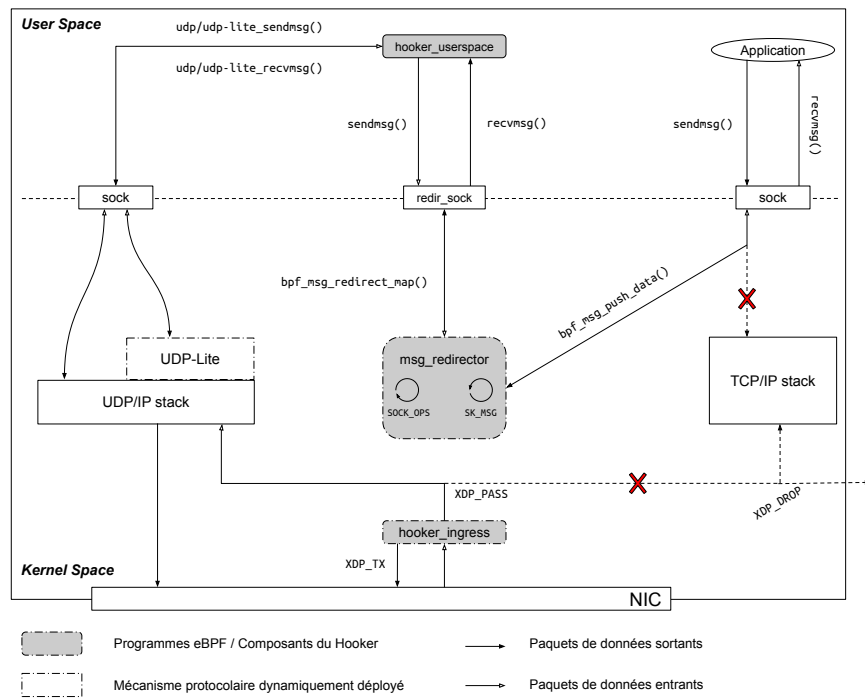 User Space
udp/udp-lite_sendmsg()
hooker_userspace
Application
udp/udp-lite_recvmsg()
sendmsg()
recvmsg()
sendmsg()
recvmsg()
sock
redir_sock
sock
bpf_msg_redirect_map()
bpf_msg_push_data()
UDP-Lite
msg_redirector
TCP/IP stack
UDP/IP stack
SOCK_OPS
SK_MSG
XDP_PASS
XDP_DROP
hooker_ingress
XDP_TX
Kernel Space
NIC
Programmes eBPF / Composants du Hooker
Paquets de données sortants
Mécanisme protocolaire dynamiquement déployé
Paquets de données entrants